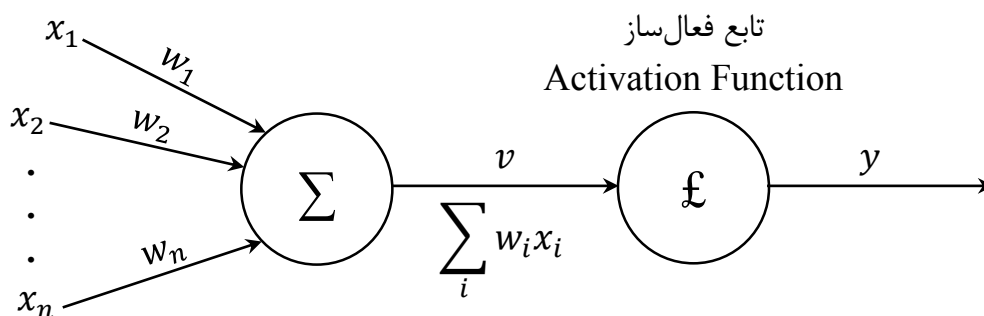 تابع فعال‌ساز
Activation Function
x₁
w₁
x₂
w₂
.
.
.
xₙ
wₙ
∑
v
∑ᵢ wᵢxᵢ
£
y